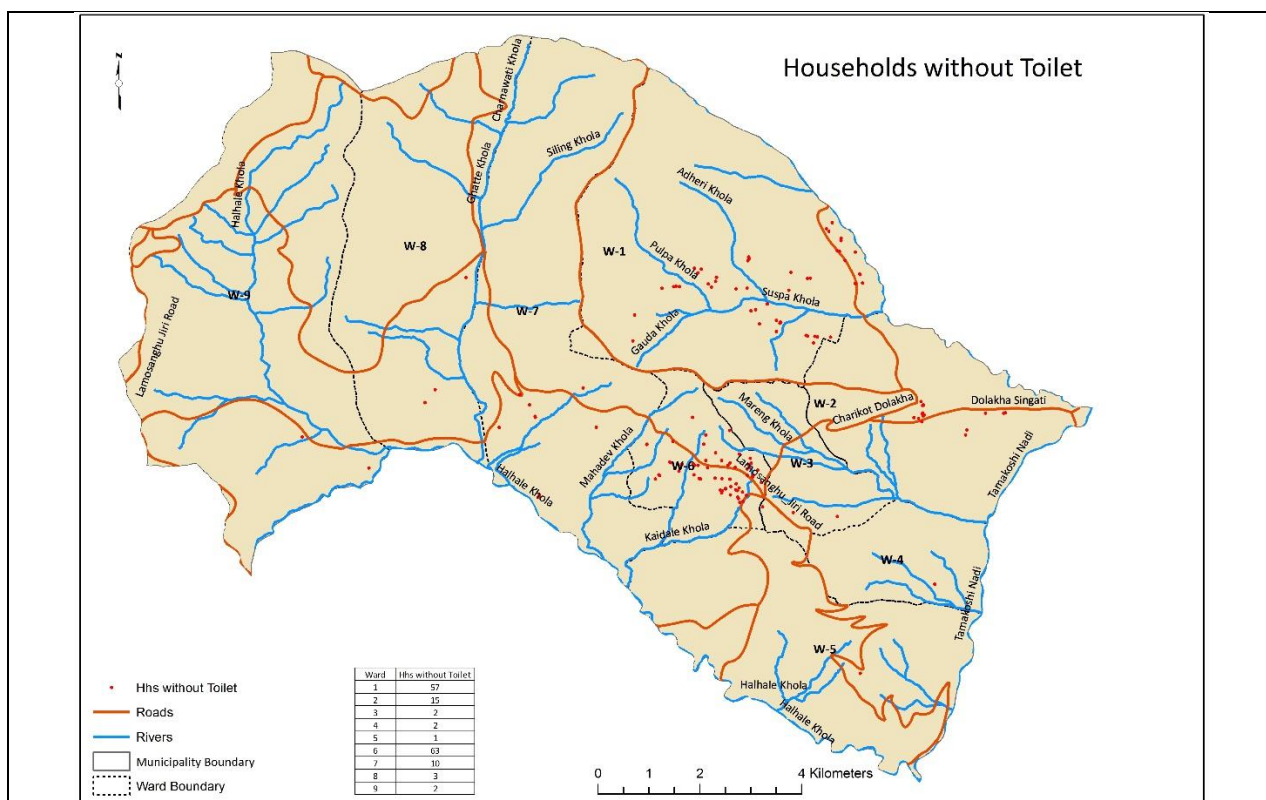 Households without Toilet
z
Charnawati Khola
Siling Khola
Ghatte Khola
Halhale Khola
Adheri Khola
W-8
W-1
Pulpa Khola
Suspa Khola
W-9
W-7
Gauda Khola
Lamosanghu Jiri Road
W-2
Dolakha Singati
Mareng Khola
Charikot Dolakha
Mahadev Khola
W-6
Lamosanghu_Jiri Road
W-3
Tamakoshi Nadi
Halhale Khola
Kaidale Khola
W-4
Tamakoshi Nadi
W-5
Halhale Khola
Halhale Khola
Hhs without Toilet
Roads
Rivers
Municipality Boundary
Ward Boundary
Ward Hhs without Toilet
1 57
2 15
3 2
4 2
5 1
6 63
7 10
8 3
9 2
0 1 2 4 Kilometers